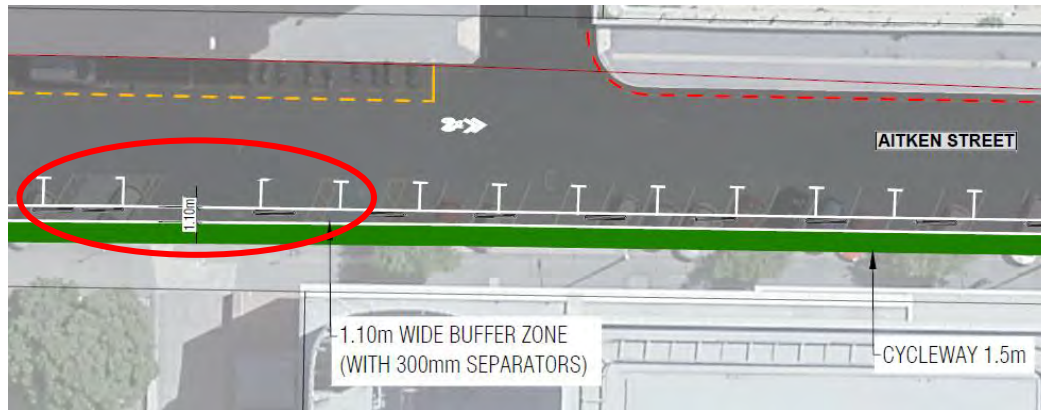 AITKEN STREET
1.10m
1.10m WIDE BUFFER ZONE
(WITH 300mm SEPARATORS)
CYCLEWAY 1.5m